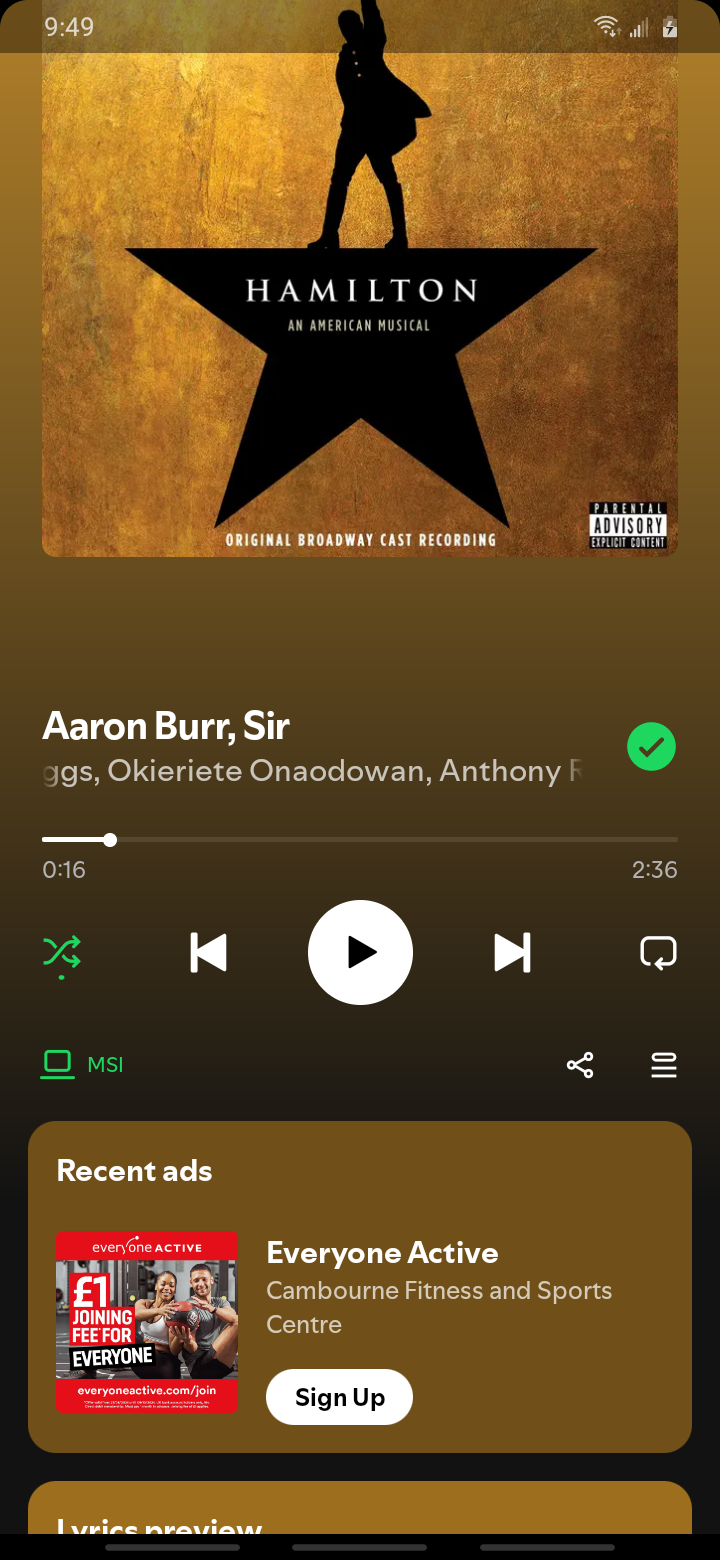 9:49
HAMILTON
AN AMERICAN MUSICAL
ORIGINAL BROADWAY CAST RECORDING
PARENTAL
ADVISORY
EXPLICIT CONTENT
Aaron Burr, Sir
ggs, Okieriete Onaodowan, Anthony R
0:16
2:36
MSI
Recent ads
everyone ACTIVE
£1
JOINING
FEE FOR
EVERYONE
everyoneactive.com/join
Everyone Active
Cambourne Fitness and Sports
Centre
Sign Up
Lyrics preview